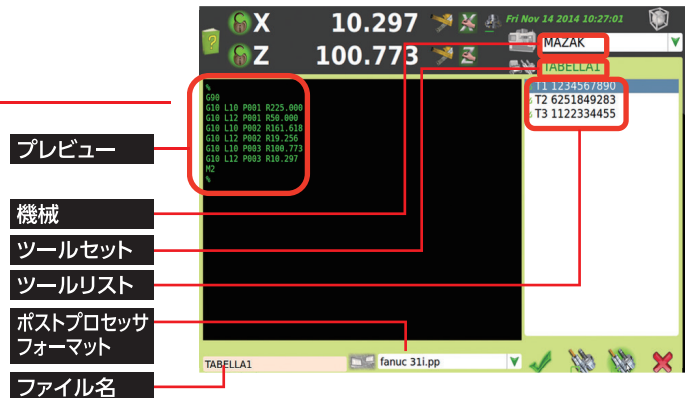 X 10.297
Z 100.773
Fri Nov 14 2014 10:27:01
MAZAK
TABELLA1
T1 1234567890
T2 6251849283
T3 1122334455
%
G90
G10 L10 P001 R225.000
G10 L12 P001 R50.000
G10 L10 P002 R161.618
G10 L12 P002 R19.256
G10 L10 P003 R100.773
G10 L12 P003 R10.297
M2
%
プレビュー
機械
ツールセット
ツールリスト
ポストプロセッサ
フォーマット
ファイル名
TABELLA1
fanuc 31i.pp